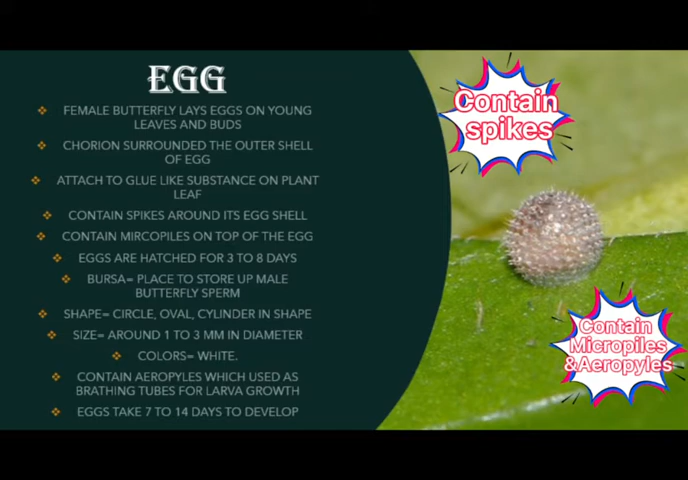 EGG
FEMALE BUTTERFLY LAYS EGGS ON YOUNG
LEAVES AND BUDS
CHORION SURROUNDED THE OUTER SHELL
OF EGG
ATTACH TO GLUE LIKE SUBSTANCE ON PLANT
LEAF
CONTAIN SPIKES AROUND ITS EGG SHELL
CONTAIN MIRCOPILES ON TOP OF THE EGG
EGGS ARE HATCHED FOR 3 TO 8 DAYS
BURSA= PLACE TO STORE UP MALE
BUTTERFLY SPERM
SHAPE= CIRCLE, OVAL, CYLINDER IN SHAPE
SIZE= AROUND 1 TO 3 MM IN DIAMETER
COLORS= WHITE.
CONTAIN AEROPYLES WHICH USED AS
BRATHING TUBES FOR LARVA GROWTH
EGGS TAKE 7 TO 14 DAYS TO DEVELOP
Contain
spikes
Contain
Micropiles
&Aeropyles